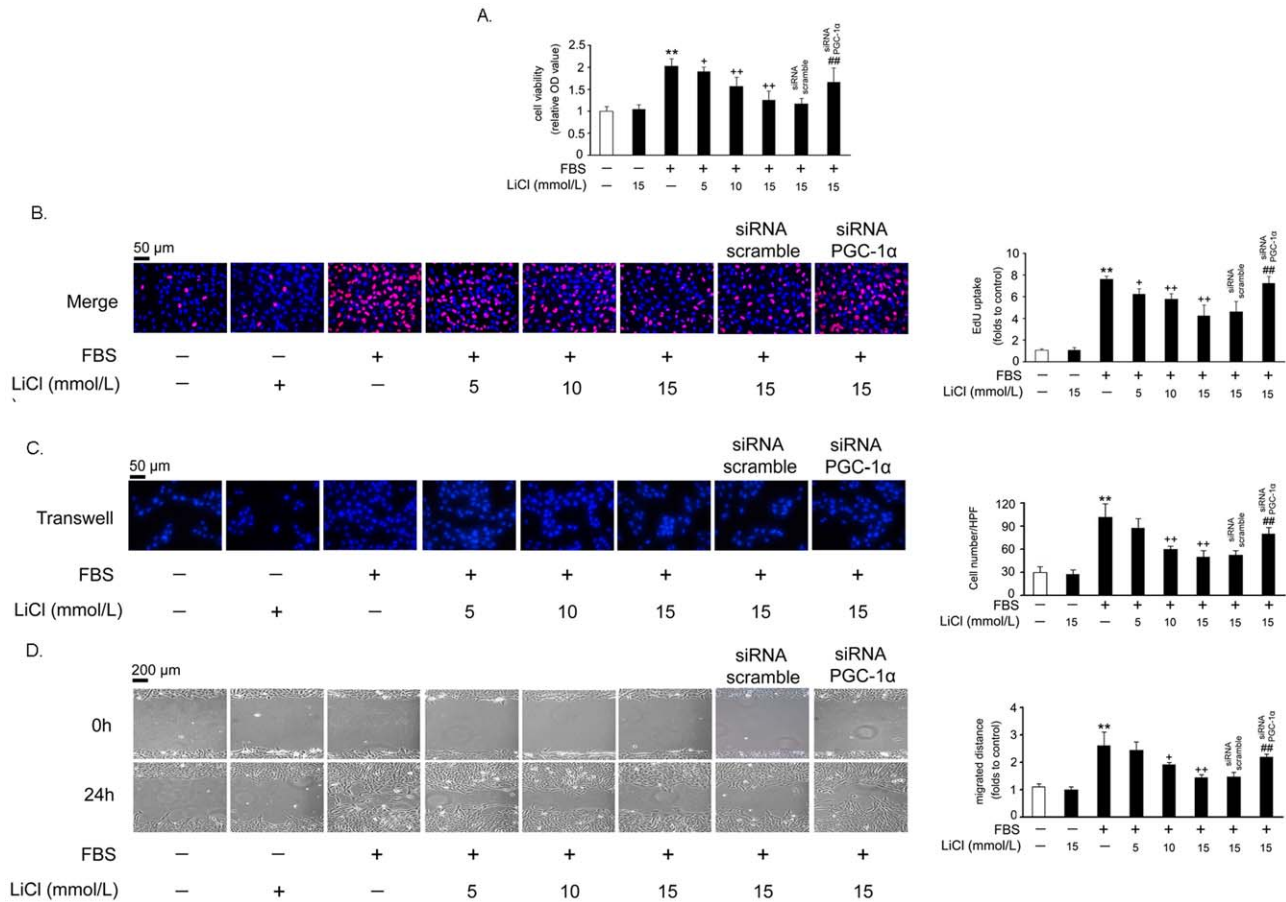 A.
cell viability
(relative OD value)
2.5
2
1.5
1
0.5
0
**
+
++
++
siRNA
scramble
siRNA
PGC-1α
##
FBS − − + + + + + +
LiCl (mmol/L) − 15 − 5 10 15 15 15
B.
50 µm
siRNA
scramble
siRNA
PGC-1α
Merge
FBS − − + + + + + +
LiCl (mmol/L) − + − 5 10 15 15 15
EdU uptake
(folds to control)
10
8
6
4
2
0
**
+
++
++
siRNA
scramble
siRNA
PGC-1α
##
FBS − − + + + + + +
LiCl (mmol/L) − 15 − 5 10 15 15 15
C.
50 µm
siRNA
scramble
siRNA
PGC-1α
Transwell
FBS − − + + + + + +
LiCl (mmol/L) − + − 5 10 15 15 15
Cell number/HPF
120
90
60
30
0
**
++
++
siRNA
scramble
siRNA
PGC-1α
##
FBS − − + + + + + +
LiCl (mmol/L) − 15 − 5 10 15 15 15
D.
200 µm
siRNA
scramble
siRNA
PGC-1α
0h
24h
FBS − − + + + + + +
LiCl (mmol/L) − + − 5 10 15 15 15
migrated distance
(folds to control)
4
3
2
1
0
**
+
++
siRNA
scramble
siRNA
PGC-1α
##
FBS − − + + + + + +
LiCl (mmol/L) − 15 − 5 10 15 15 15